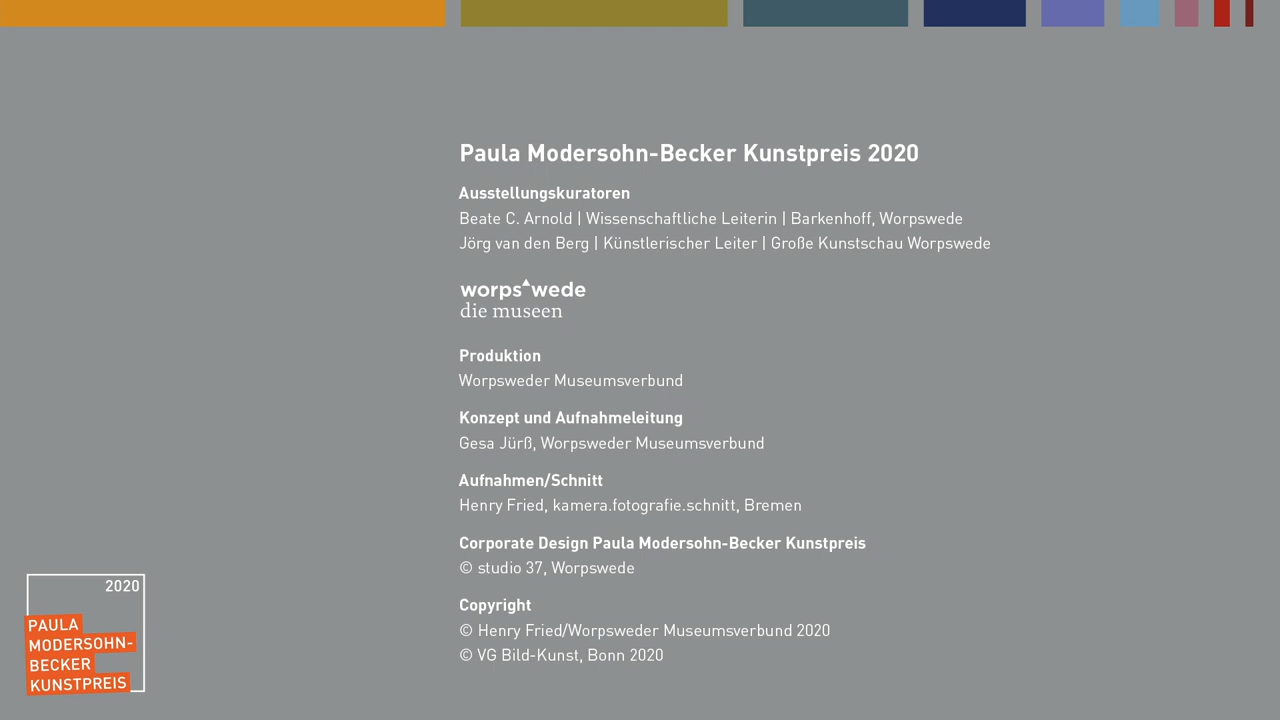 Paula Modersohn-Becker Kunstpreis 2020
Ausstellungskuratoren
Beate C. Arnold | Wissenschaftliche Leiterin | Barkenhoff, Worpswede
Jörg van den Berg | Künstlerischer Leiter | Große Kunstschau Worpswede
worpswede
die museen
Produktion
Worpsweder Museumsverbund
Konzept und Aufnahmeleitung
Gesa Jürß, Worpsweder Museumsverbund
Aufnahmen/Schnitt
Henry Fried, kamera.fotografie.schnitt, Bremen
Corporate Design Paula Modersohn-Becker Kunstpreis
© studio 37, Worpswede
Copyright
© Henry Fried/Worpsweder Museumsverbund 2020
© VG Bild-Kunst, Bonn 2020
2020
PAULA
MODERSOHN-
BECKER
KUNSTPREIS